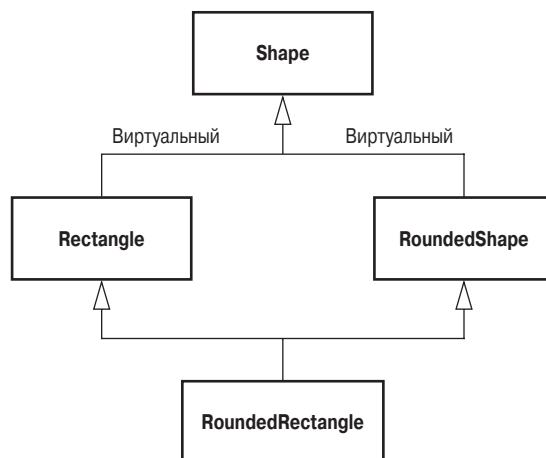 Shape
Виртуальный
Виртуальный
Rectangle
RoundedShape
RoundedRectangle